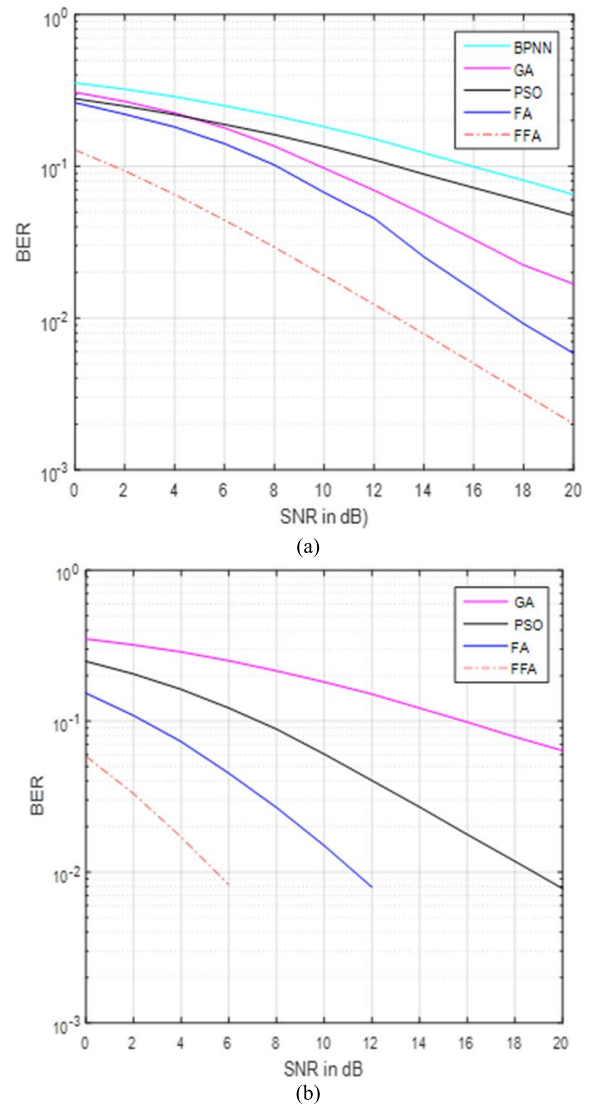 10^0
BPNN
GA
PSO
FA
FFA
10^-1
BER
10^-2
10^-3
0 2 4 6 8 10 12 14 16 18 20
SNR in dB)
(a)
10^0
GA
PSO
FA
FFA
10^-1
BER
10^-2
10^-3
0 2 4 6 8 10 12 14 16 18 20
SNR in dB
(b)